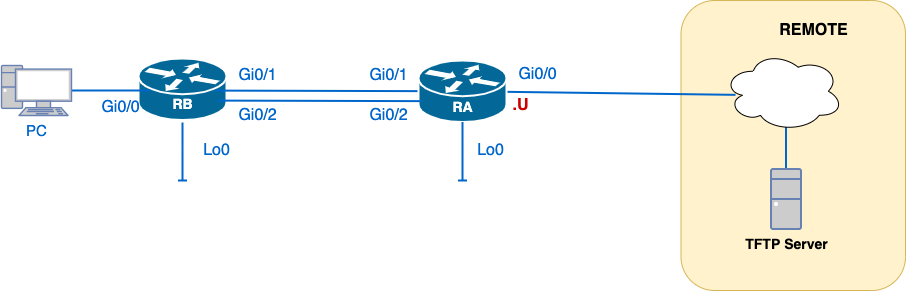 REMOTE
Gi0/1
Gi0/1
Gi0/0
Gi0/0
RB
RA
.U
Gi0/2
Gi0/2
PC
Lo0
Lo0
TFTP Server